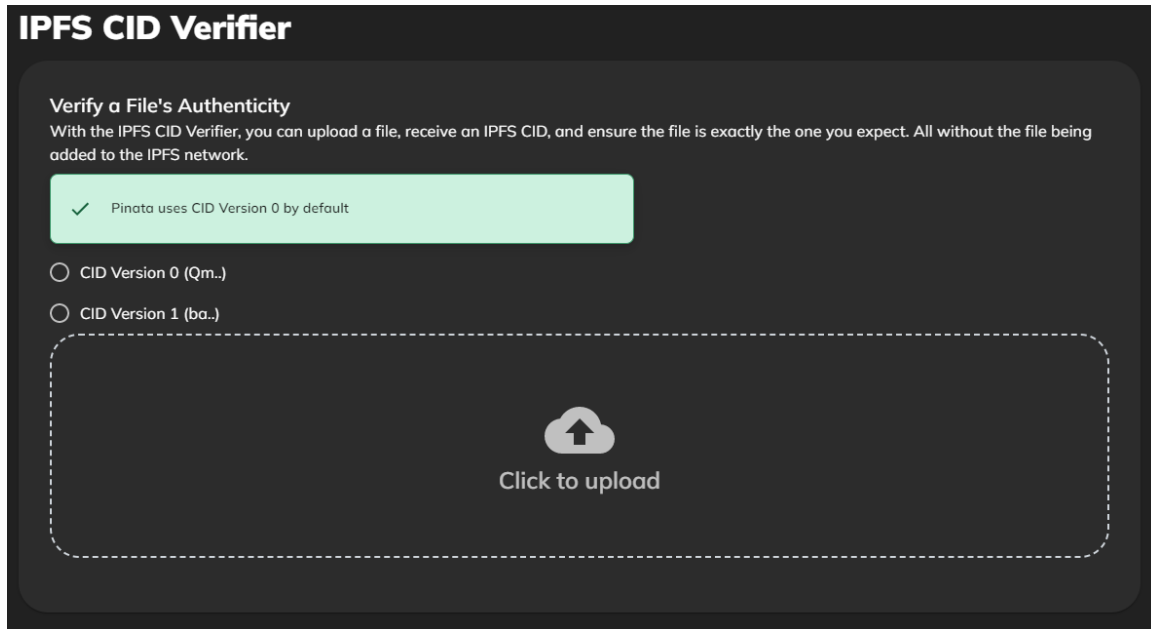 IPFS CID Verifier
Verify a File's Authenticity
With the IPFS CID Verifier, you can upload a file, receive an IPFS CID, and ensure the file is exactly the one you expect. All without the file being
added to the IPFS network.
Pinata uses CID Version 0 by default
CID Version 0 (Qm..)
CID Version 1 (ba..)
Click to upload